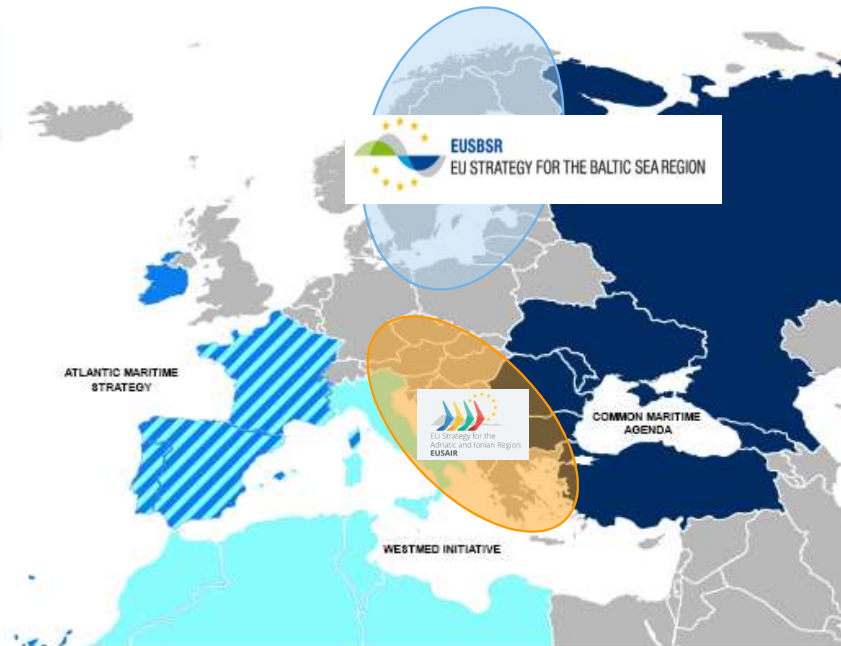 EUSBSR
EU STRATEGY FOR THE BALTIC SEA REGION
ATLANTIC MARITIME
STRATEGY
EU Strategy for the
Adriatic and Ionian Region
EUSAIR
COMMON MARITIME
AGENDA
WESTMED INITIATIVE